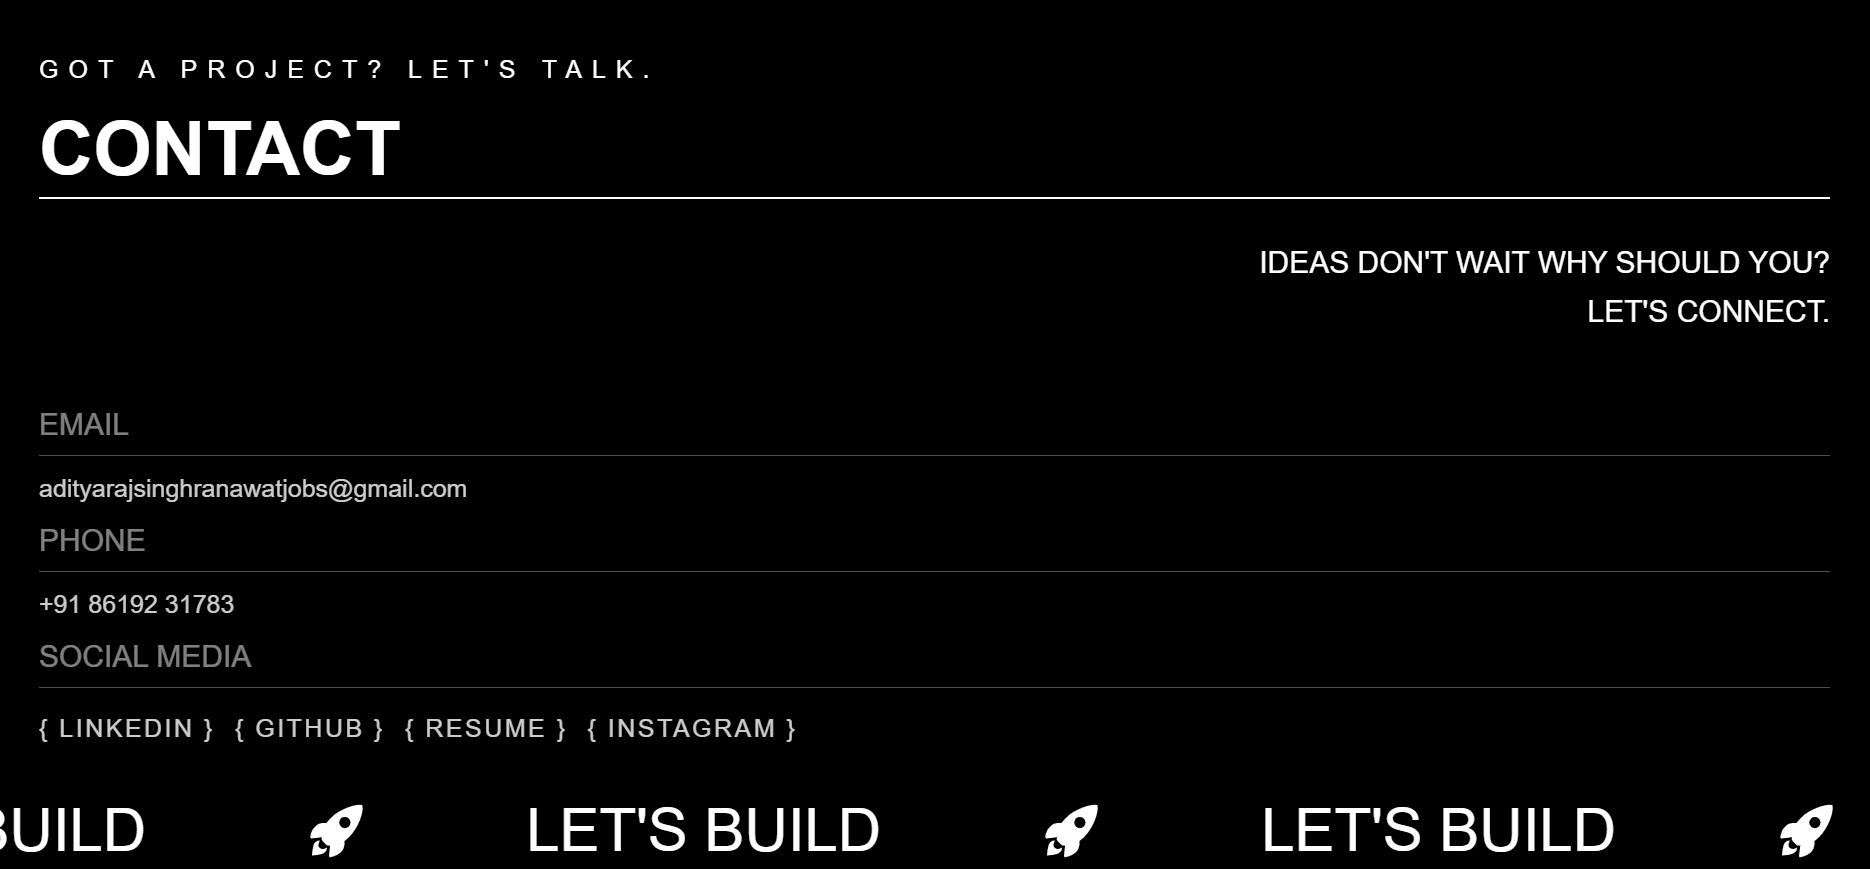 GOT A PROJECT? LET'S TALK.
CONTACT
IDEAS DON'T WAIT WHY SHOULD YOU?
LET'S CONNECT.
EMAIL
adityarajsinghranawatjobs@gmail.com
PHONE
+91 86192 31783
SOCIAL MEDIA
{ LINKEDIN } { GITHUB } { RESUME } { INSTAGRAM }
BUILD LET'S BUILD LET'S BUILD